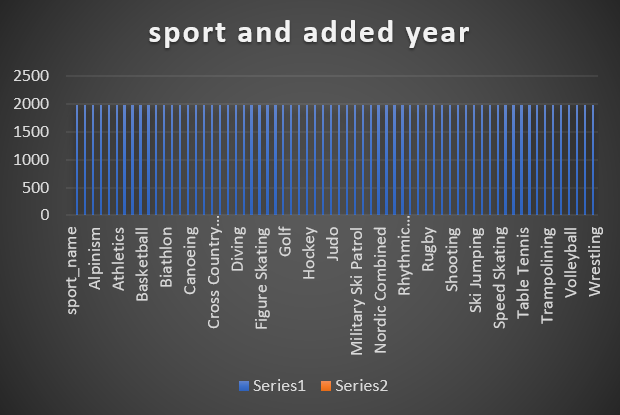 sport and added year
2500
2000
1500
1000
500
0
sport_name
Alpinism
Athletics
Basketball
Biathlon
Canoeing
Cross Country...
Diving
Figure Skating
Golf
Hockey
Judo
Military Ski Patrol
Nordic Combined
Rhythmic...
Rugby
Shooting
Ski Jumping
Speed Skating
Table Tennis
Trampolining
Volleyball
Wrestling
Series1 Series2